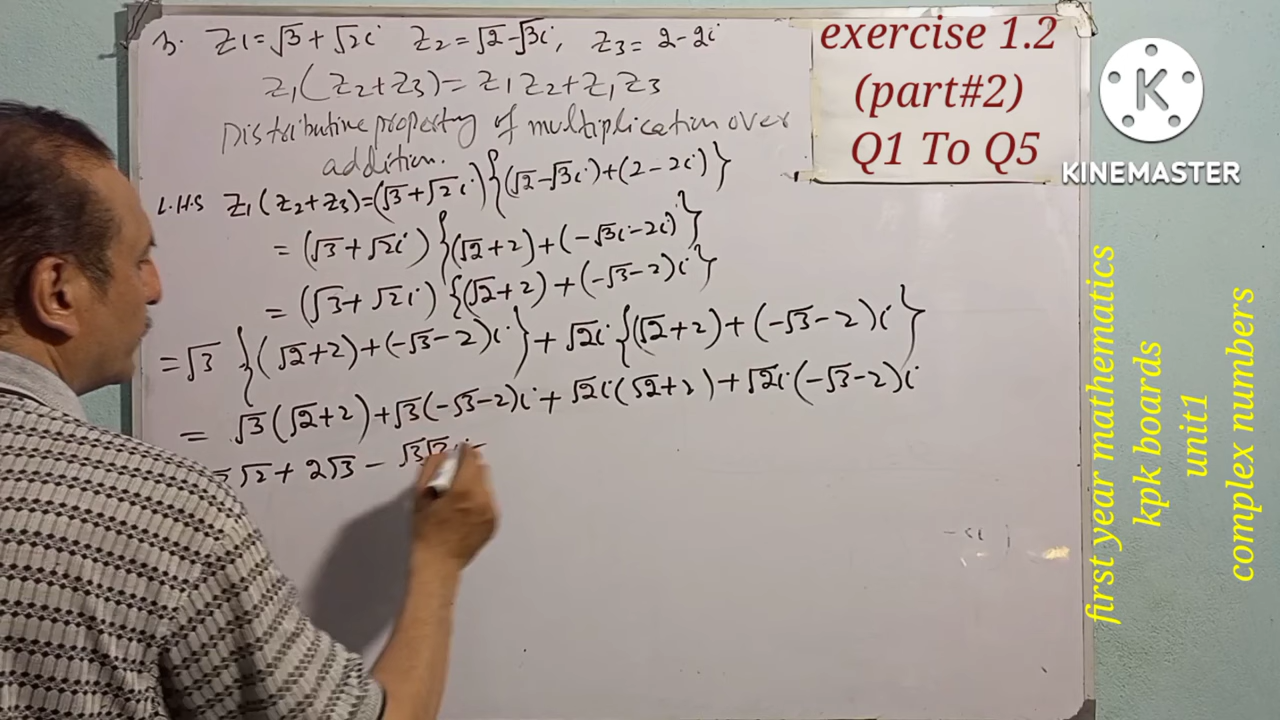 3. Z1=√3+√2i Z2=√2-√3i, Z3=2-2i
Z1(Z2+Z3)=Z1Z2+Z1Z3
Distributive property of multiplication over
addition.
L.H.S Z1(Z2+Z3)=(√3+√2i){(√2-√3i)+(2-2i)}
=(√3+√2i){(√2+2)+(-√3i-2i)}
=(√3+√2i){(√2+2)+(-√3-2)i}
=√3{(√2+2)+(-√3-2)i}+√2i{(√2+2)+(-√3-2)i}
=√3(√2+2)+√3(-√3-2)i+√2i(√2+2)+√2i(-√3-2)i
√2+2√3-√3√3i-
exercise 1.2
(part#2)
Q1 To Q5
K
KINEMASTER
first year mathematics
kpk boards
unit1
complex numbers